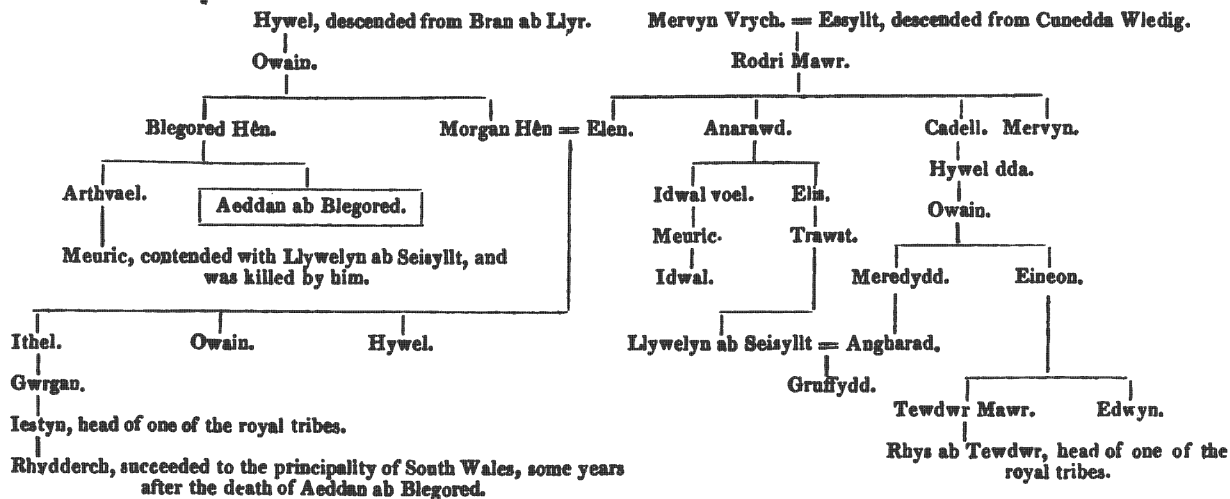 Hywel, descended from Bran ab Llyr.
Mervyn Vrych. = Essyllt, descended from Cunedda Wledig.
Owain.
Rodri Mawr.
Blegored Hên.
Morgan Hên = Elen.
Anarawd.
Cadell.
Mervyn.
Hywel dda.
Arthvael.
Aeddan ab Blegored.
Idwal voel.
Elis.
Owain.
Meuric, contended with Llywelyn ab Seisyllt, and
was killed by him.
Meuric.
Trawst.
Idwal.
Meredydd.
Eineon.
Ithel.
Owain.
Hywel.
Llywelyn ab Seisyllt = Angharad.
Gwrgan.
Gruffydd.
Iestyn, head of one of the royal tribes.
Tewdwr Mawr.
Edwyn.
Rhydderch, succeeded to the principality of South Wales, some years
after the death of Aeddan ab Blegored.
Rhys ab Tewdwr, head of one of the
royal tribes.